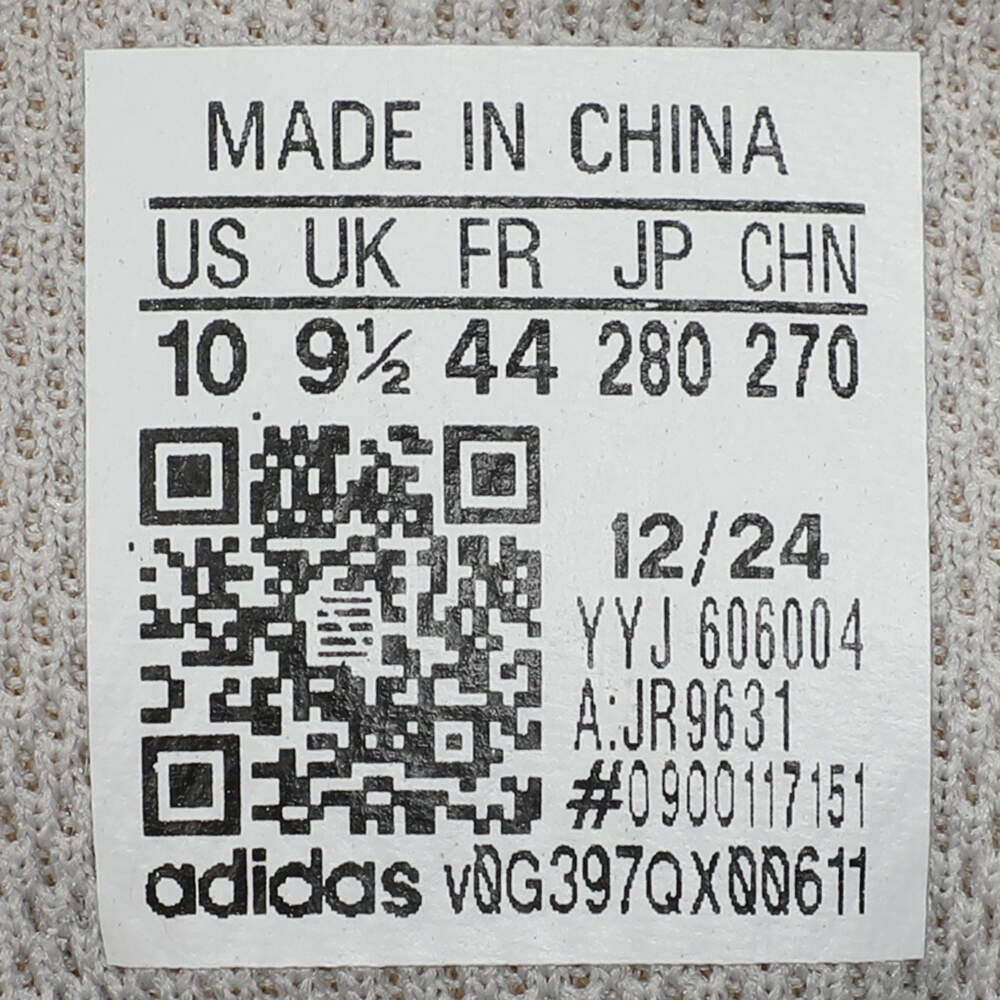 MADE IN CHINA
US UK FR JP CHN
10 9½ 44 280 270
12/24
YYJ 606004
A:JR9631
#0900117151
adidas v0G397QX00611